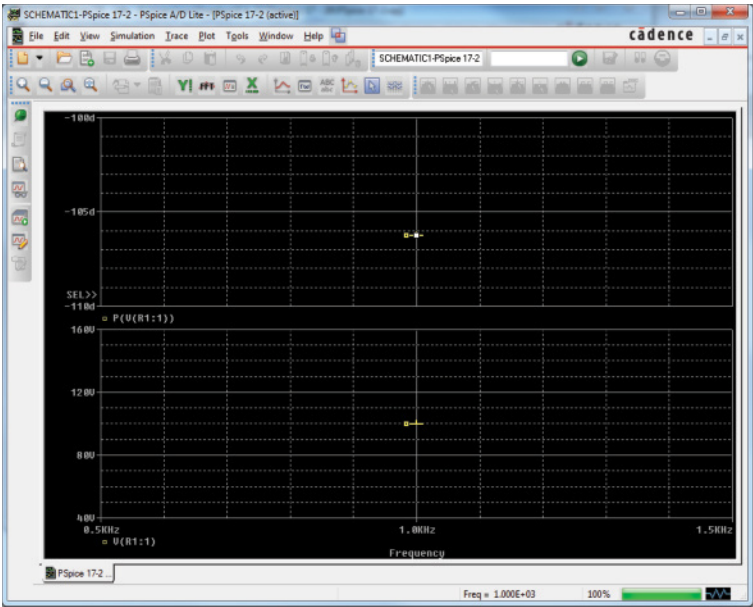 SCHEMATIC1-PSpice 17-2 - PSpice A/D Lite - [PSpice 17-2 (active)]
File Edit View Simulation Trace Plot Tools Window Help cādence
SCHEMATIC1-PSpice 17-2
ABC
abc
-100d
-105d
SEL>>
-110d
P(V(R1:1))
160V
120V
80V
40V
0.5KHz 1.0KHz 1.5KHz
V(R1:1)
Frequency
PSpice 17-2 ...
Freq = 1.000E+03 100%